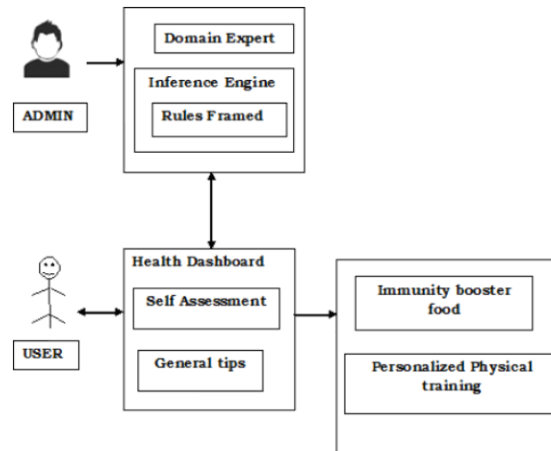 Domain Expert
Inference Engine
Rules Framed
ADMIN
Health Dashboard
Self Assessment
General tips
USER
Immunity booster
food
Personalized Physical
training